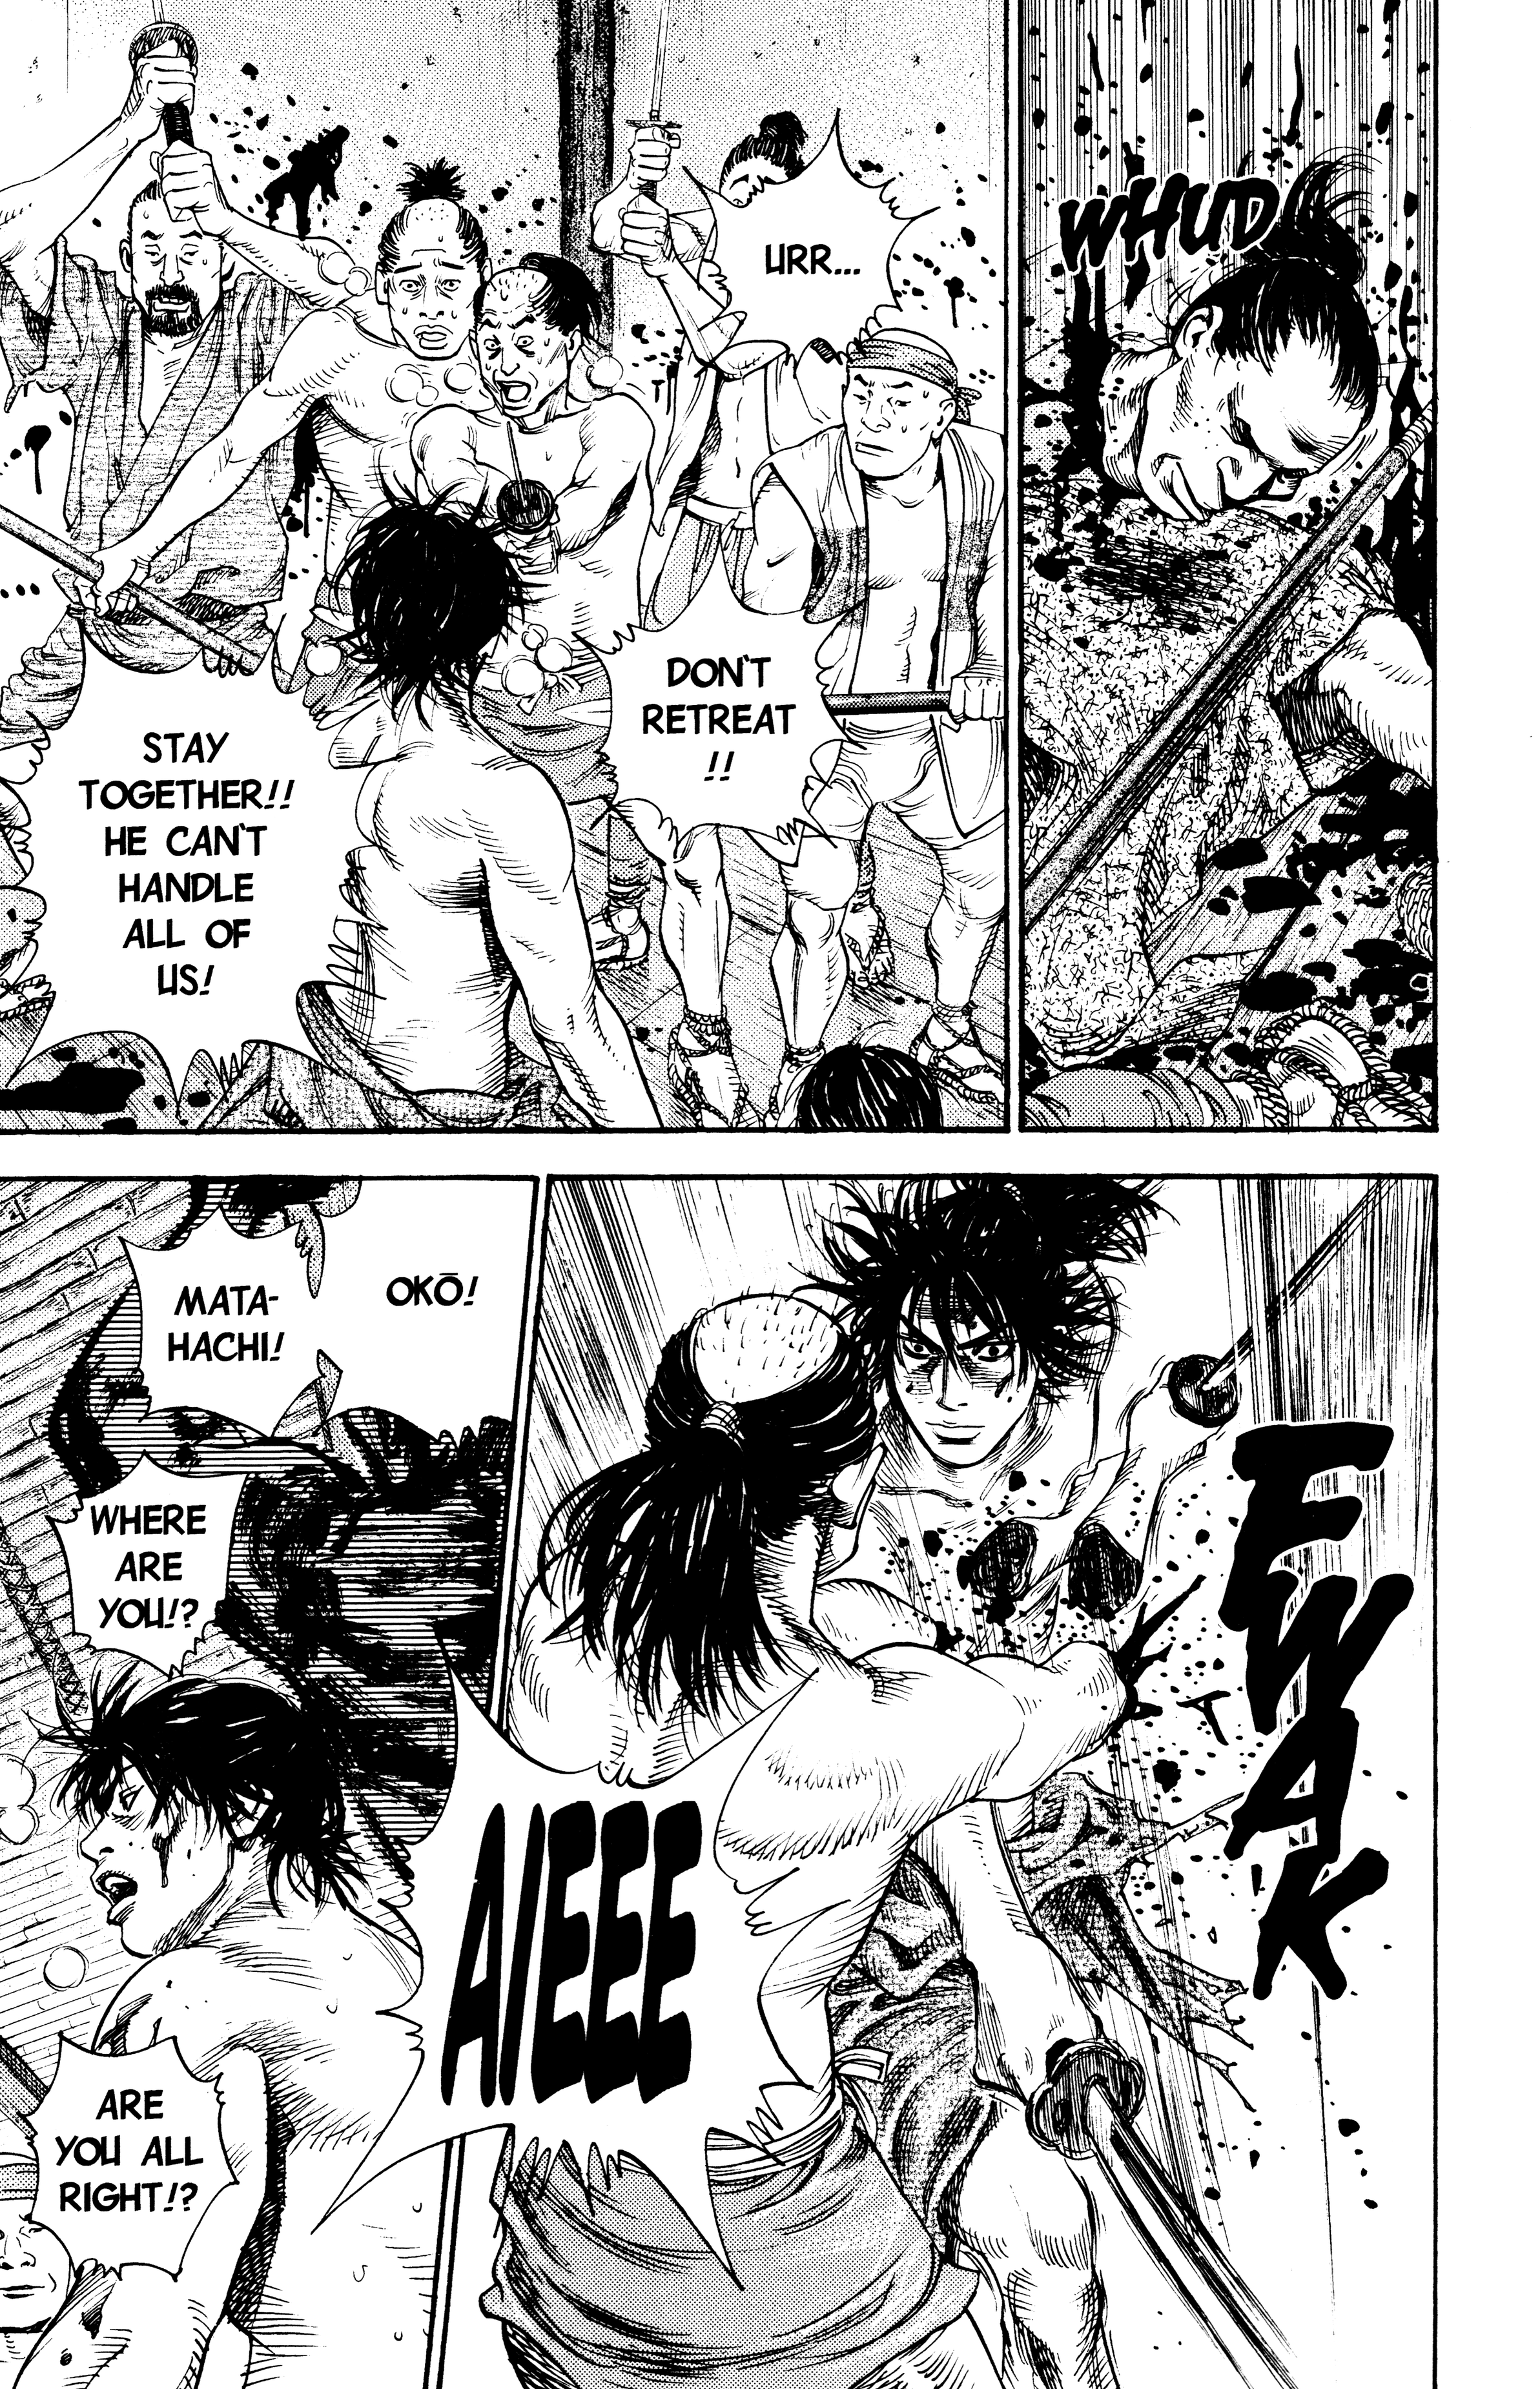 WHUD
URR...
DON'T
RETREAT
!!
STAY
TOGETHER!!
HE CAN'T
HANDLE
ALL OF
US!
...
FWAK
AIEEE
OKŌ!
MATA-
HACHI!
WHERE
ARE
YOU!?
ARE
YOU ALL
RIGHT!?